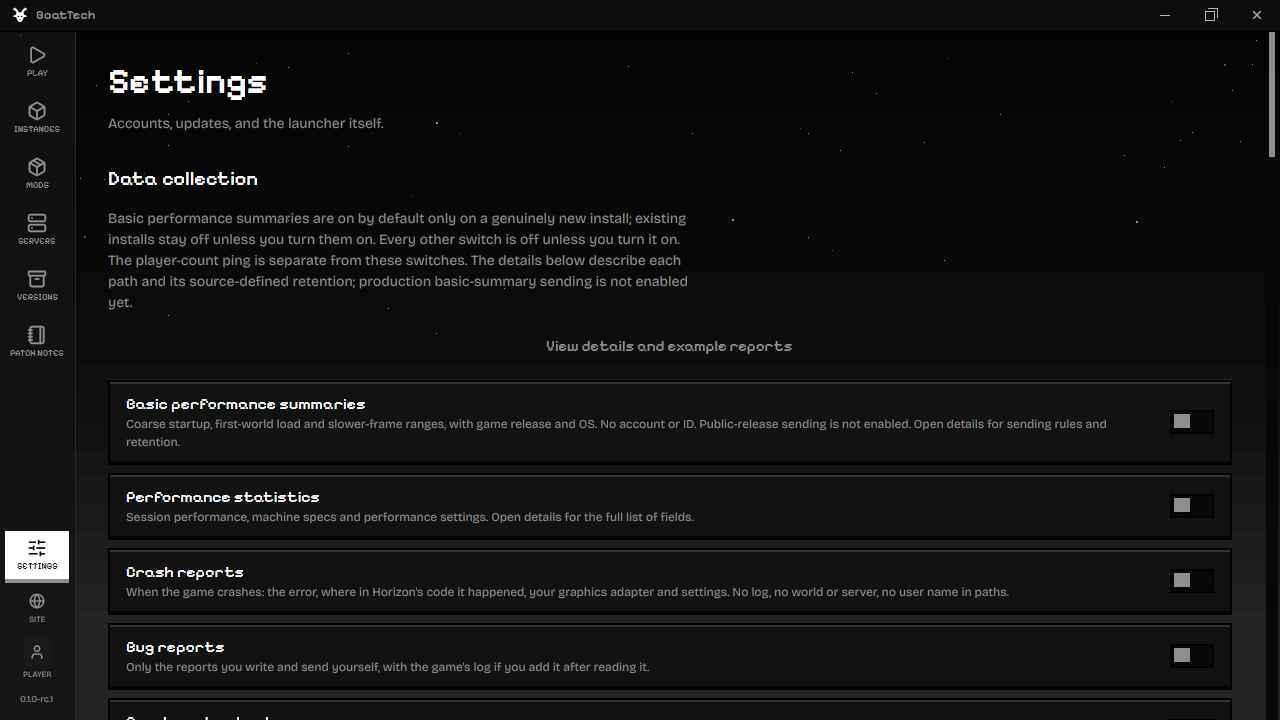 GoatTech
PLAY
INSTANCES
MODS
SERVERS
VERSIONS
PATCH NOTES
SETTINGS
SITE
PLAYER
0.1.0-rc.1
Settings
Accounts, updates, and the launcher itself.
Data collection
Basic performance summaries are on by default only on a genuinely new install; existing
installs stay off unless you turn them on. Every other switch is off unless you turn it on.
The player-count ping is separate from these switches. The details below describe each
path and its source-defined retention; production basic-summary sending is not enabled
yet.
View details and example reports
Basic performance summaries
Coarse startup, first-world load and slower-frame ranges, with game release and OS. No account or ID. Public-release sending is not enabled. Open details for sending rules and
retention.
Performance statistics
Session performance, machine specs and performance settings. Open details for the full list of fields.
Crash reports
When the game crashes: the error, where in Horizon's code it happened, your graphics adapter and settings. No log, no world or server, no user name in paths.
Bug reports
Only the reports you write and send yourself, with the game's log if you add it after reading it.